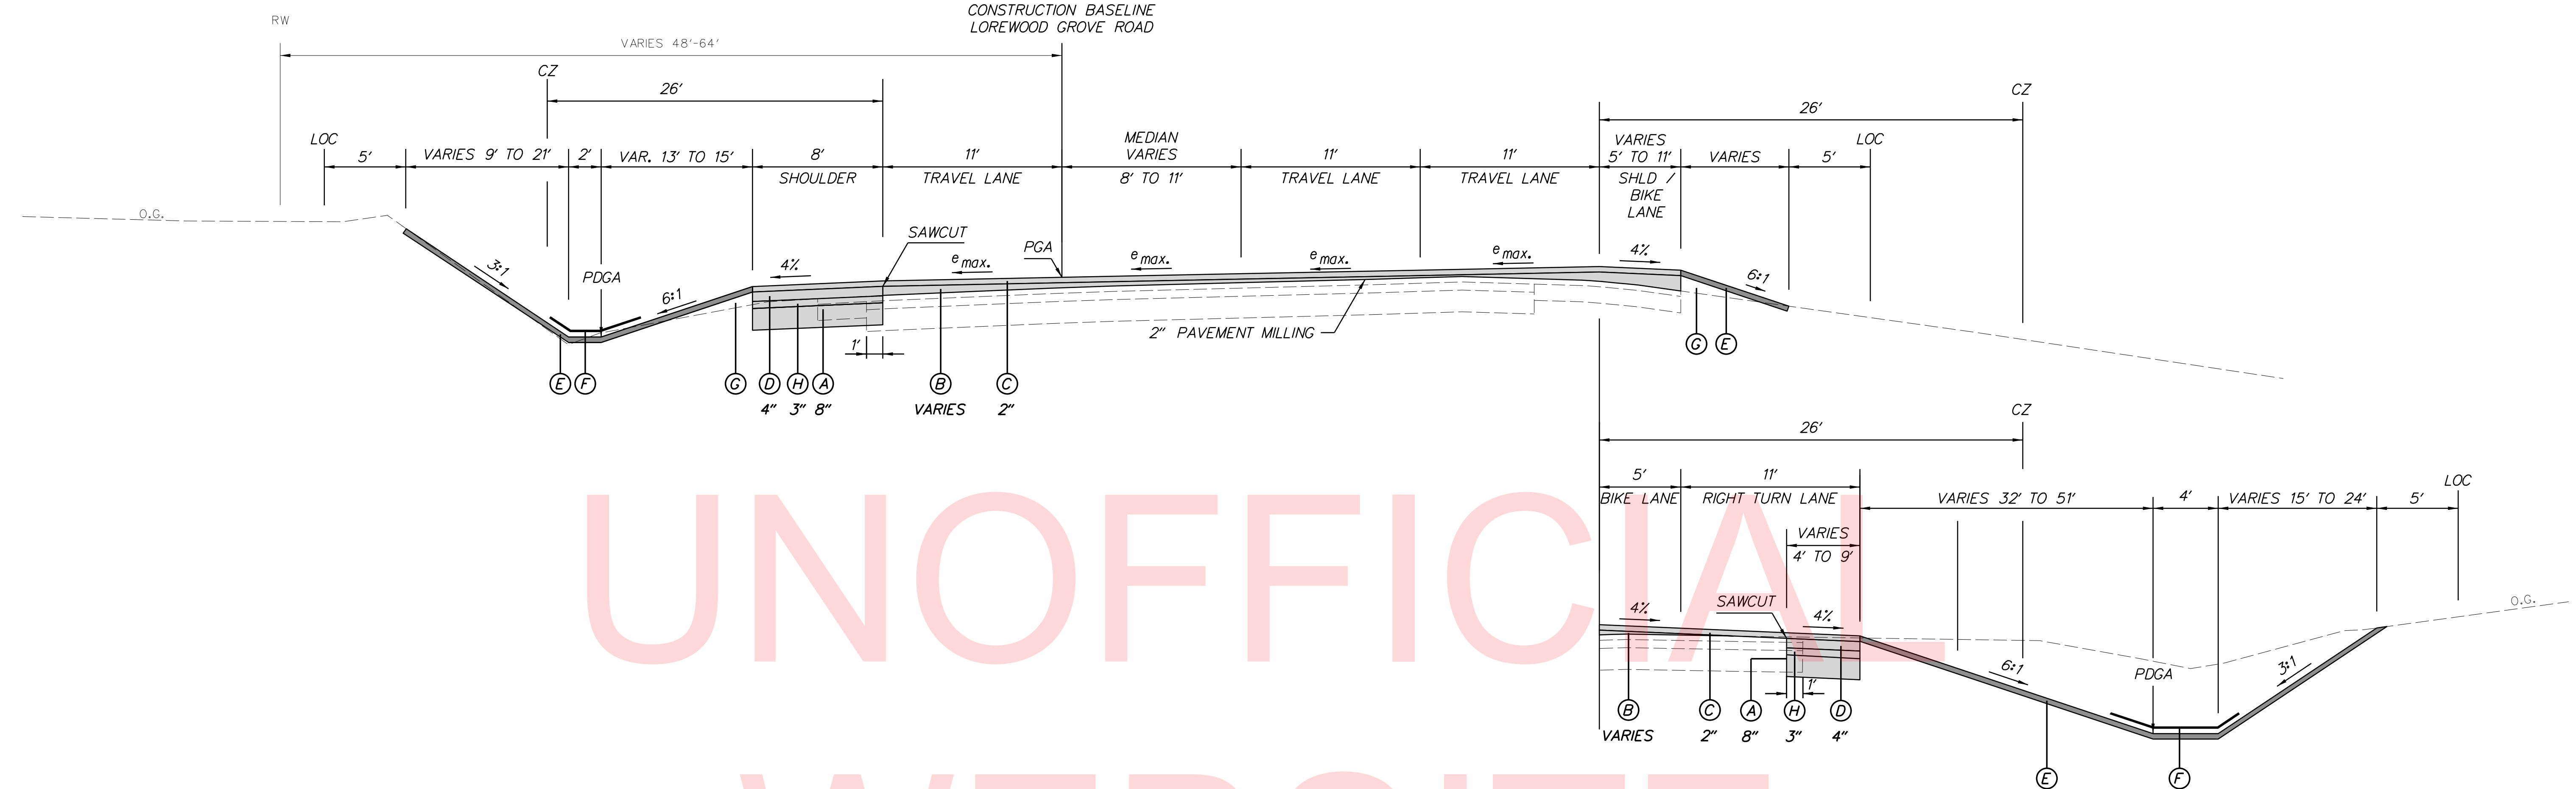 CONSTRUCTION BASELINE
LOREWOOD GROVE ROAD
RW
VARIES 48'-64'
CZ
26'
CZ
26'
LOC
5'
VARIES 9' TO 21'
2'
VAR. 13' TO 15'
8'
SHOULDER
11'
TRAVEL LANE
MEDIAN
VARIES
8' TO 11'
11'
TRAVEL LANE
11'
TRAVEL LANE
VARIES
5' TO 11'
SHLD /
BIKE
LANE
VARIES
5'
LOC
O.G.
SAWCUT
PGA
3:1
PDGA
6:1
4%
e max.
e max.
e max.
e max.
4%
6:1
2" PAVEMENT MILLING
1'
G
E
E
F
G
D
H
A
B
C
4"
3"
8"
VARIES
2"
CZ
26'
5'
BIKE LANE
11'
RIGHT TURN LANE
VARIES 32' TO 51'
4'
VARIES 15' TO 24'
5'
LOC
VARIES
4' TO 9'
SAWCUT
4%
4%
O.G.
6:1
PDGA
3:1
1'
B
C
A
H
D
VARIES
2"
8"
3"
4"
E
F
UNOFFICIAL
WEBSITE